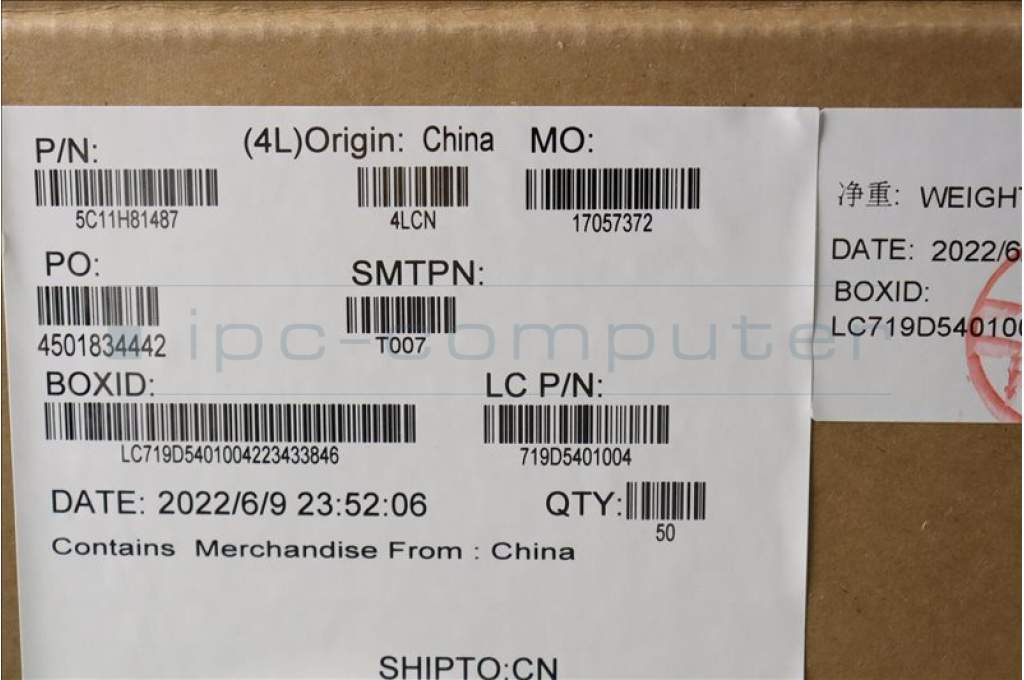 P/N:
5C11H81487
(4L)Origin: China
4LCN
MO:
17057372
PO:
4501834442
SMTPN:
T007
BOXID:
LC719D5401004223433846
LC P/N:
719D5401004
DATE: 2022/6/9 23:52:06
QTY:
50
Contains Merchandise From : China
SHIPTO:CN
净重: WEIGHT
DATE: 2022/6
BOXID:
LC719D540100
ipc-computer